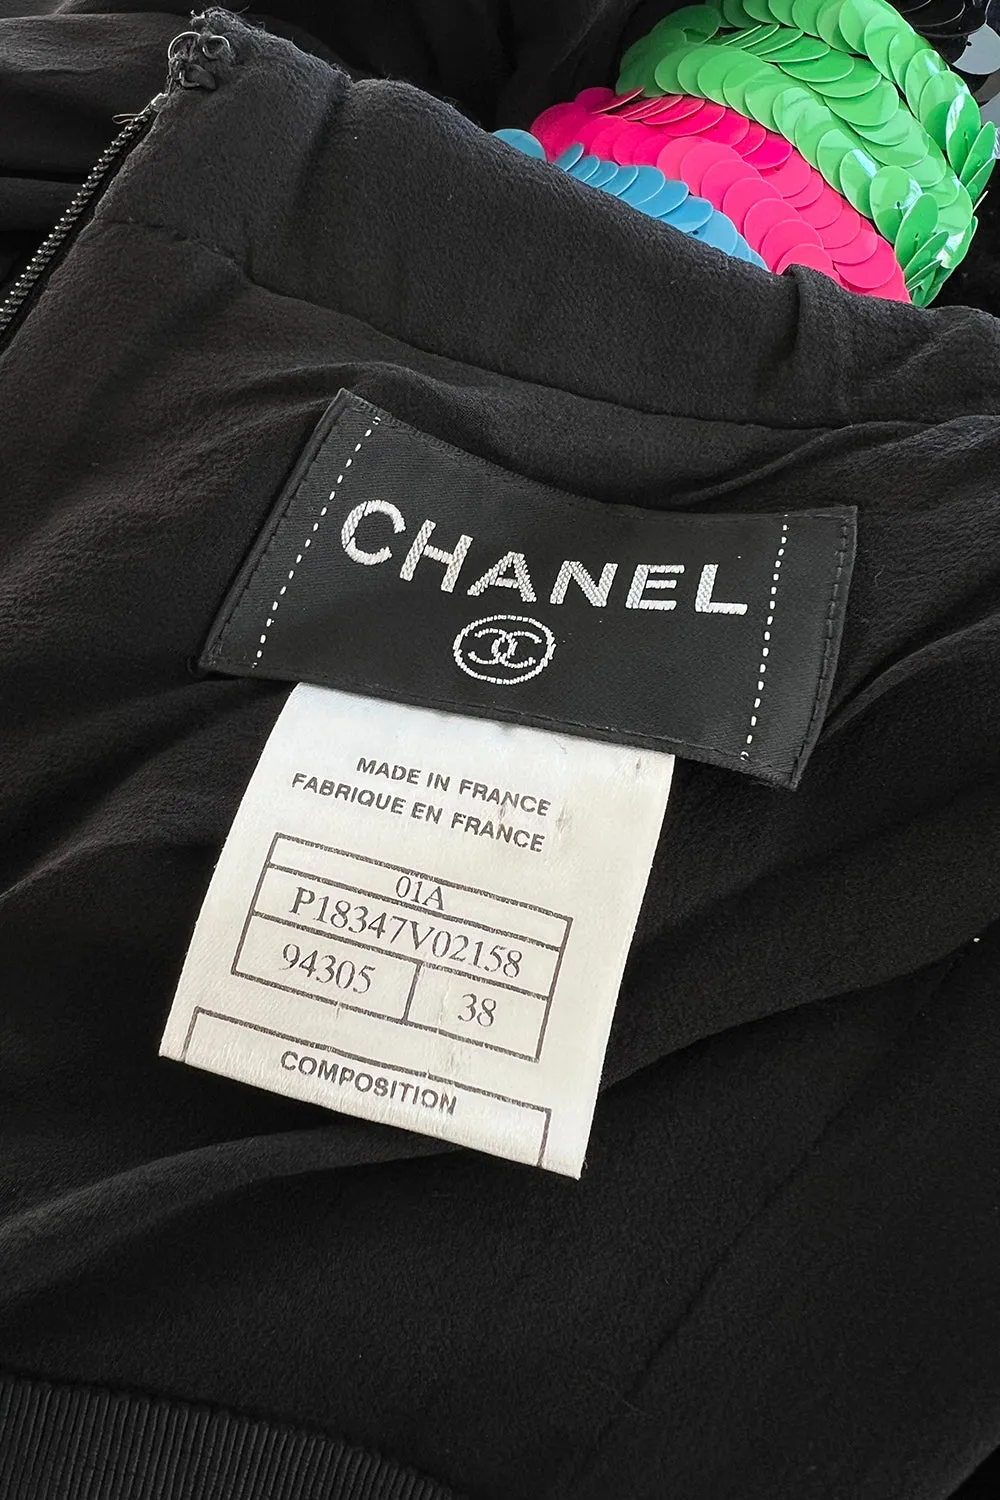 CHANEL
MADE IN FRANCE
FABRIQUE EN FRANCE
01A
P18347V02158
94305 38
COMPOSITION